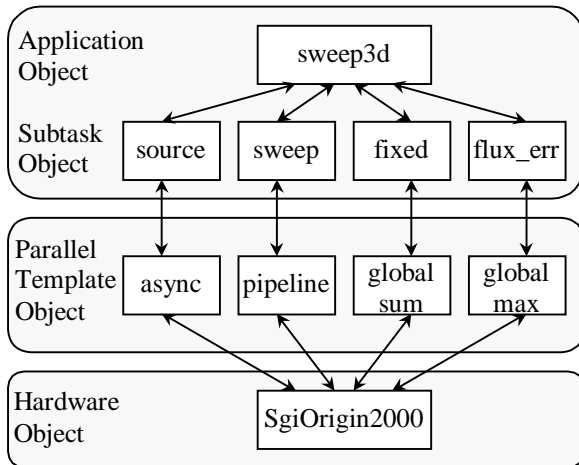 Application
Object
sweep3d
Subtask
Object
source
sweep
fixed
flux_err
Parallel
Template
Object
async
pipeline
global
sum
global
max
Hardware
Object
SgiOrigin2000